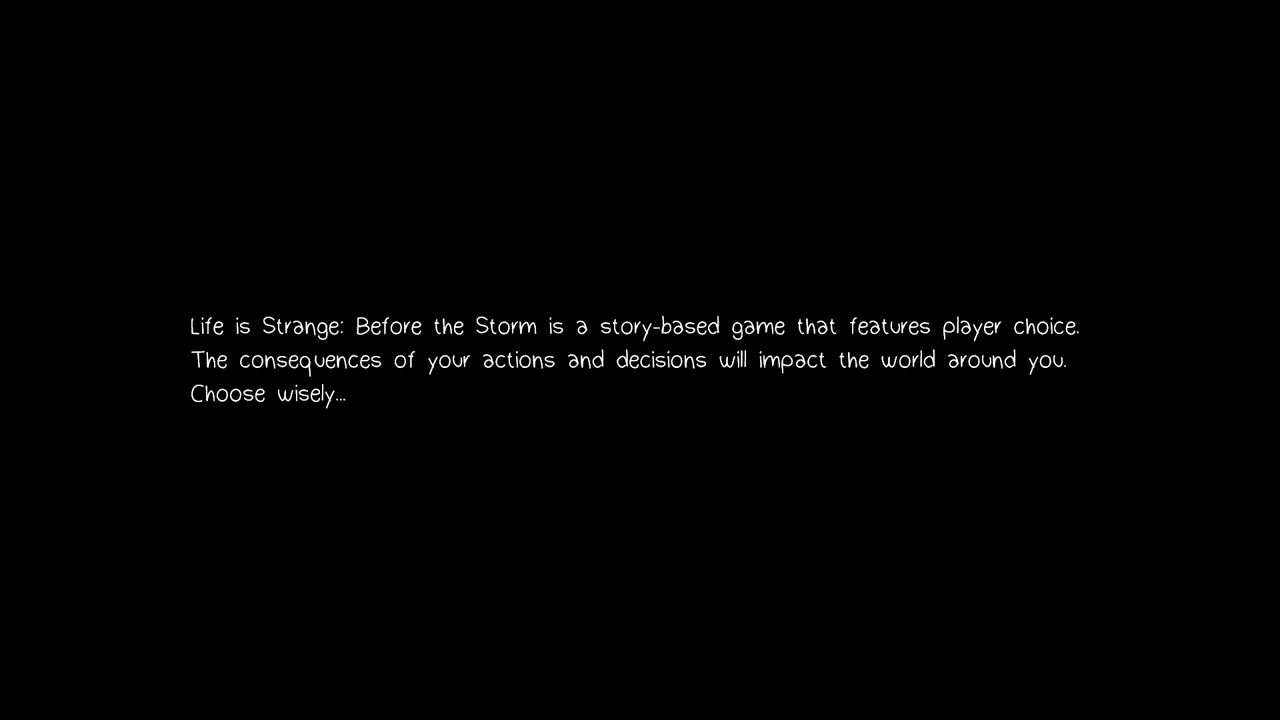 Life is Strange: Before the Storm is a story-based game that features player choice.
The consequences of your actions and decisions will impact the world around you.
Choose wisely...